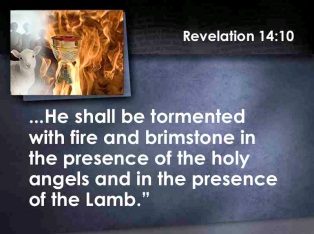 Revelation 14:10
...He shall be tormented
with fire and brimstone in
the presence of the holy
angels and in the presence
of the Lamb.”